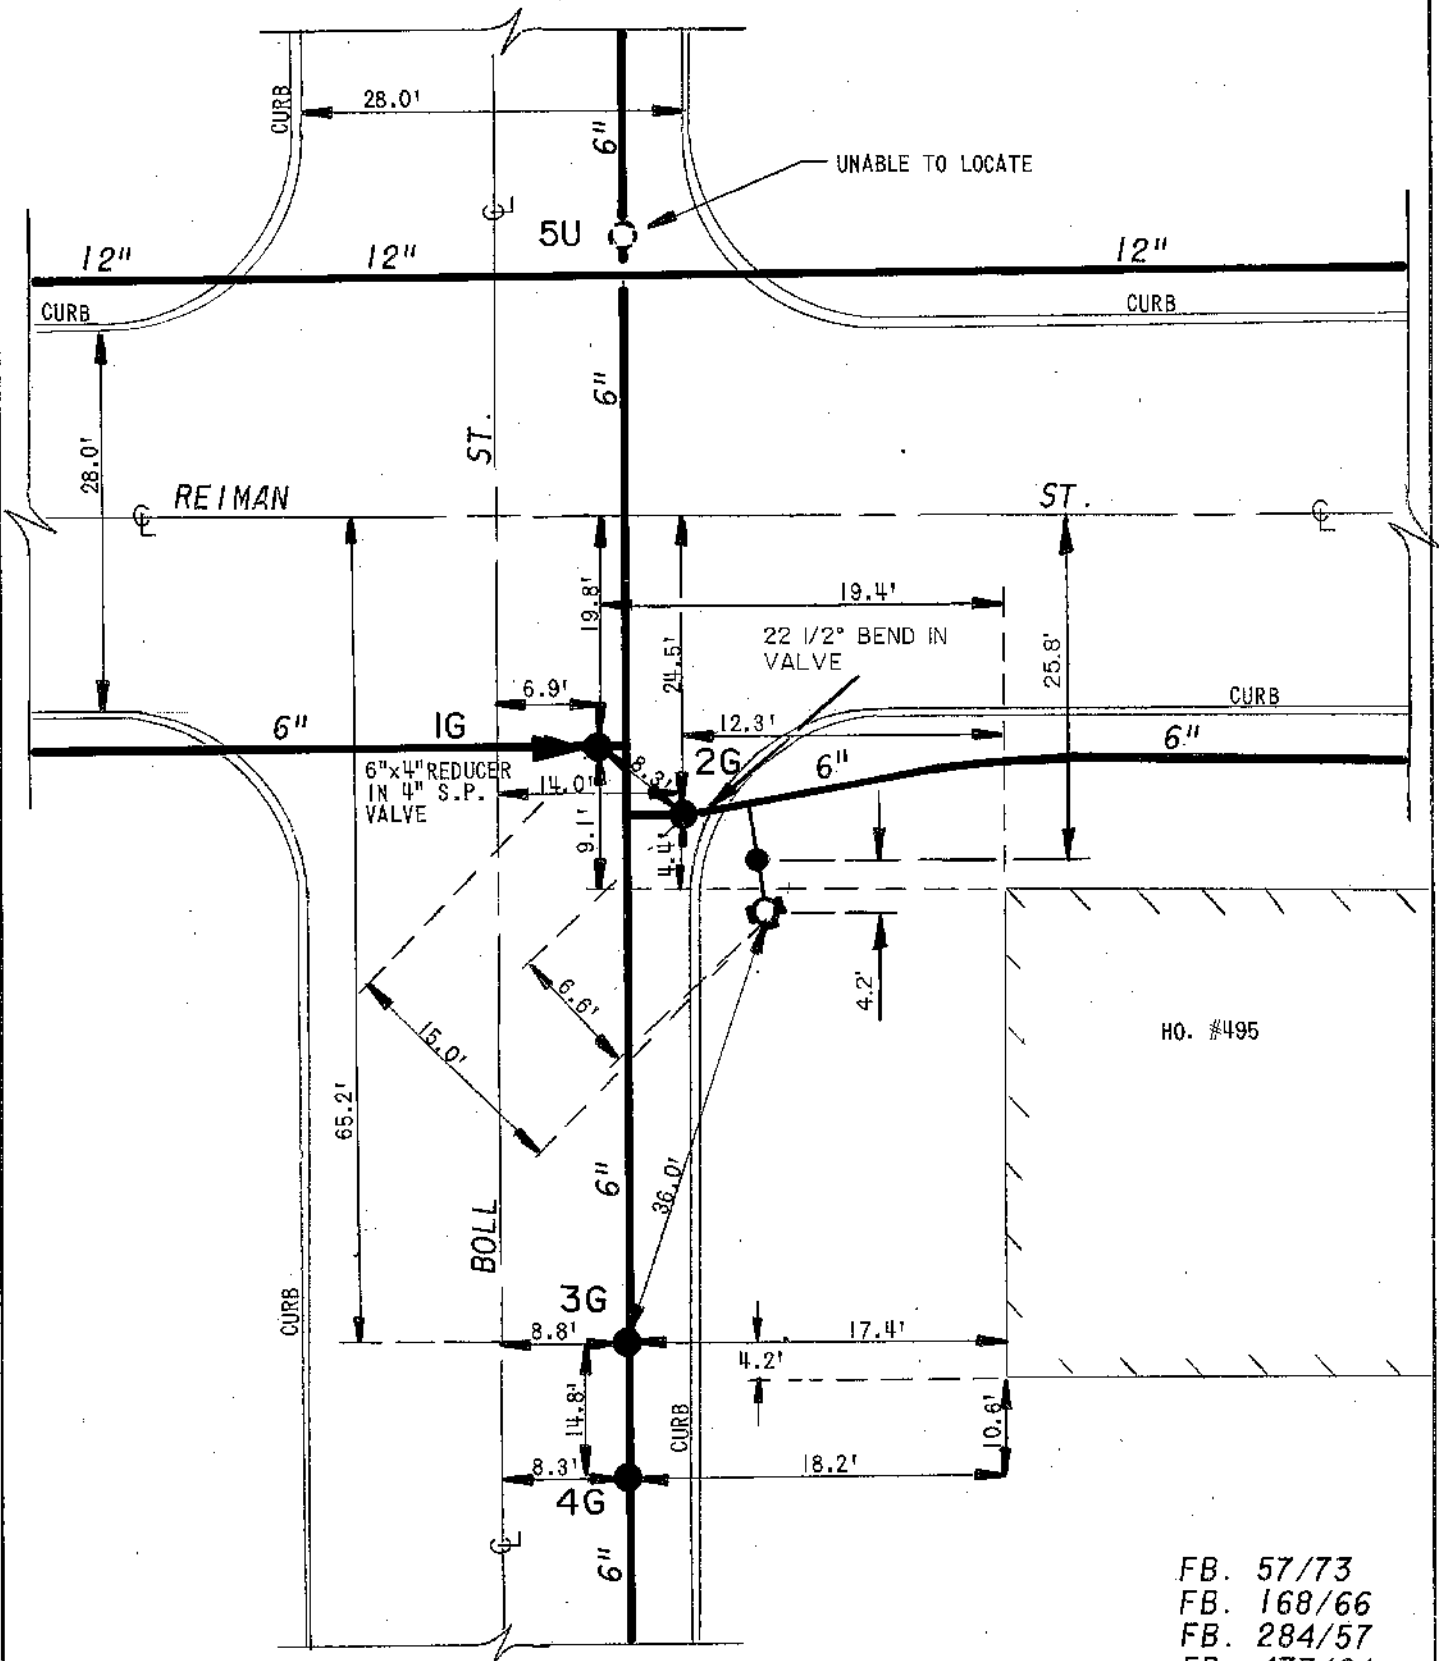 28.0'
CURB
6"
UNABLE TO LOCATE
5U
12"
12"
12"
CURB
CURB
6"
28.0'
ST.
REIMAN
ST.
19.8'
19.4'
24.5'
22 1/2° BEND IN
VALVE
25.8'
6.9'
CURB
12.3'
6"
1G
2G
6"
6"
8.3'
6"x4" REDUCER
IN 4" S.P.
VALVE
14.0'
9.1'
4.4'
4.2'
6.6'
15.0'
HO. #495
65.2'
6"
36.0'
BOLL
CURB
3G
8.8'
17.4'
4.2'
14.8'
CURB
10.6'
8.3'
18.2'
4G
6"
FB. 57/73
FB. 168/66
FB. 284/57